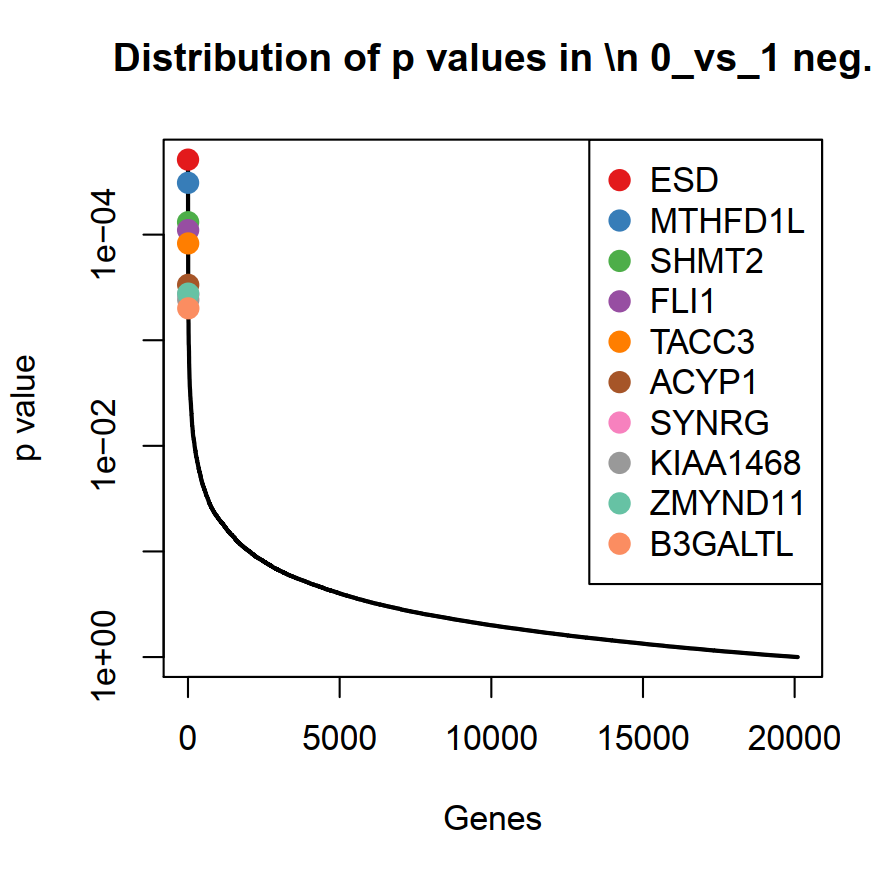 Distribution of p values in \n 0_vs_1 neg.
ESD
MTHFD1L
SHMT2
FLI1
TACC3
ACYP1
SYNRG
KIAA1468
ZMYND11
B3GALTL
p value
1e−04
1e−02
1e+00
0 5000 10000 15000 20000
Genes